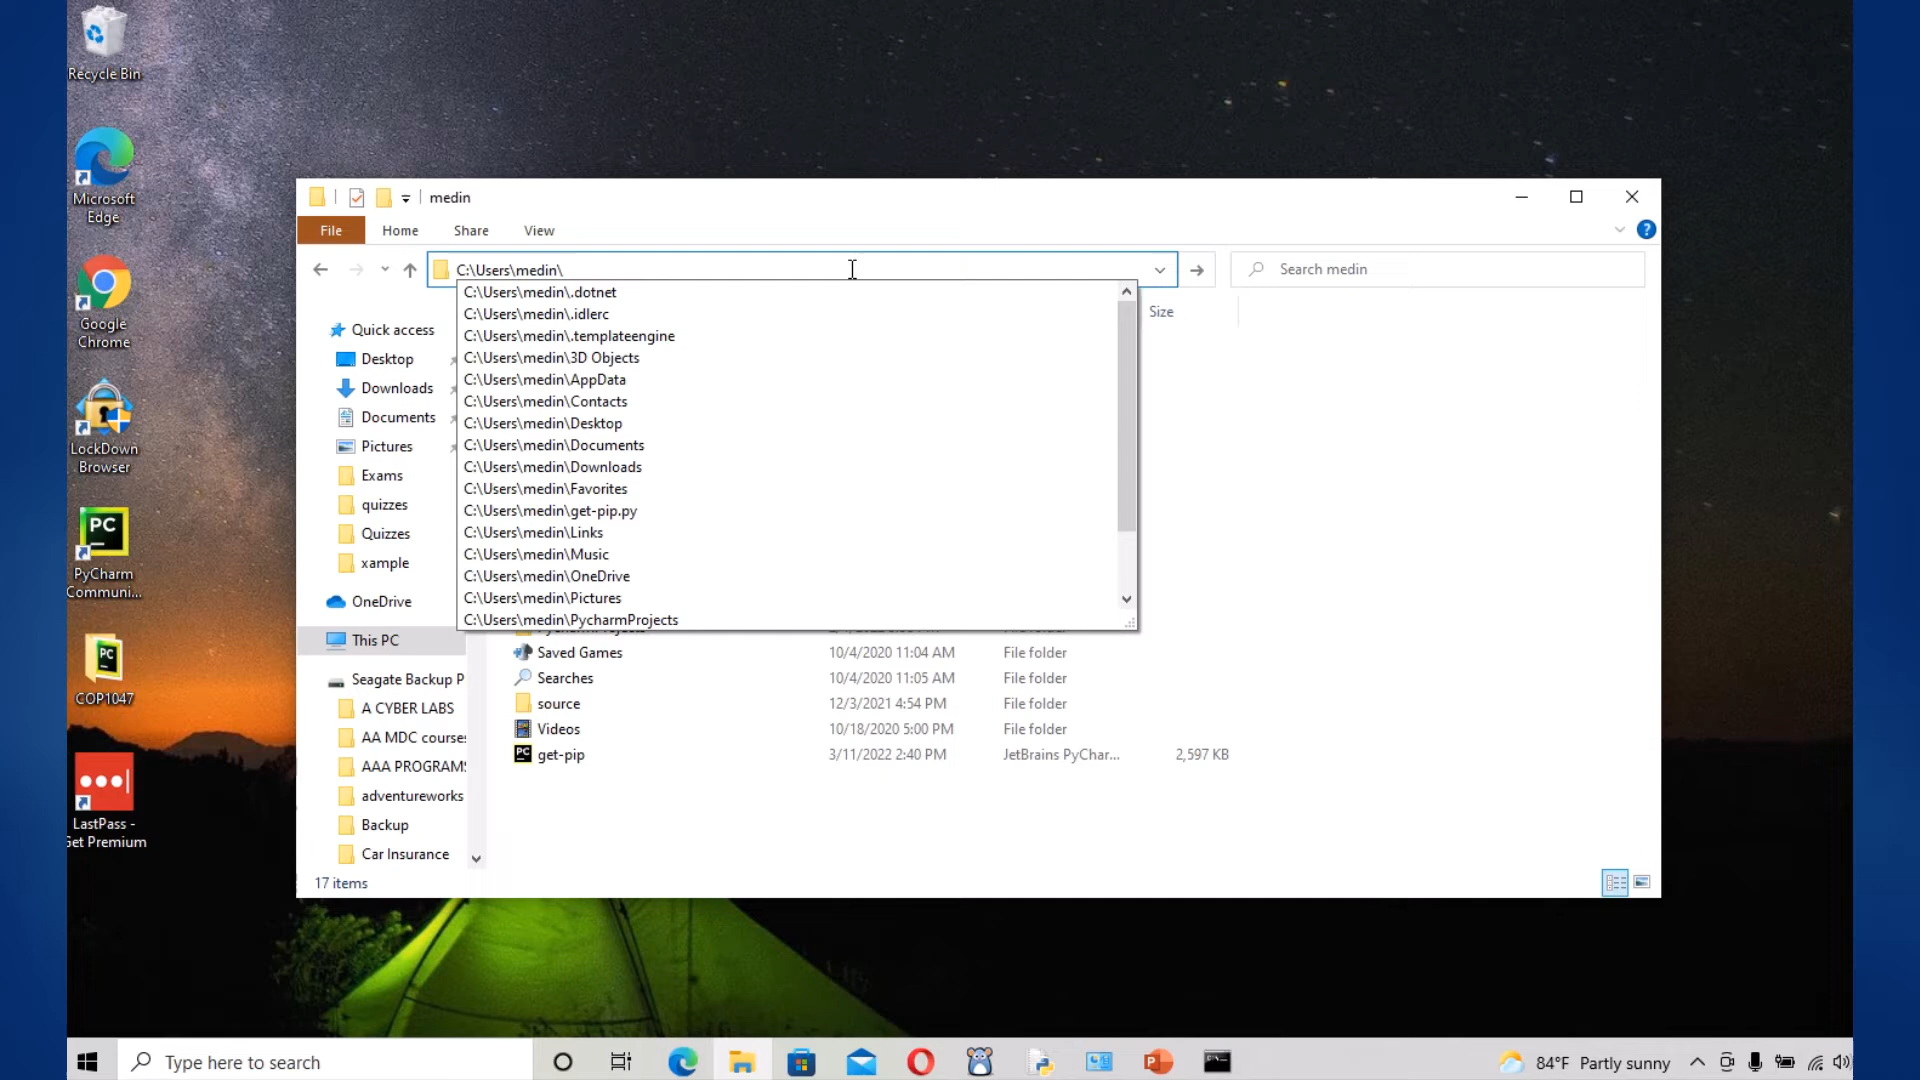 Recycle Bin
Microsoft
Edge
Google
Chrome
LockDown
Browser
PC
PyCharm
Communi...
PC
COP1047
LastPass -
Get Premium
medin
File
Home
Share
View
C:\Users\medin\
Search medin
C:\Users\medin\.dotnet
C:\Users\medin\.idlerc
C:\Users\medin\.templateengine
C:\Users\medin\3D Objects
C:\Users\medin\AppData
C:\Users\medin\Contacts
C:\Users\medin\Desktop
C:\Users\medin\Documents
C:\Users\medin\Downloads
C:\Users\medin\Favorites
C:\Users\medin\get-pip.py
C:\Users\medin\Links
C:\Users\medin\Music
C:\Users\medin\OneDrive
C:\Users\medin\Pictures
C:\Users\medin\PycharmProjects
Size
Quick access
Desktop
Downloads
Documents
Pictures
Exams
quizzes
Quizzes
xample
OneDrive
This PC
Seagate Backup P
A CYBER LABS
AA MDC courses
AAA PROGRAMS
adventureworks
Backup
Car Insurance
Saved Games 10/4/2020 11:04 AM File folder
Searches 10/4/2020 11:05 AM File folder
source 12/3/2021 4:54 PM File folder
Videos 10/18/2020 5:00 PM File folder
PC get-pip 3/11/2022 2:40 PM JetBrains PyChar... 2,597 KB
17 items
Type here to search
84°F Partly sunny